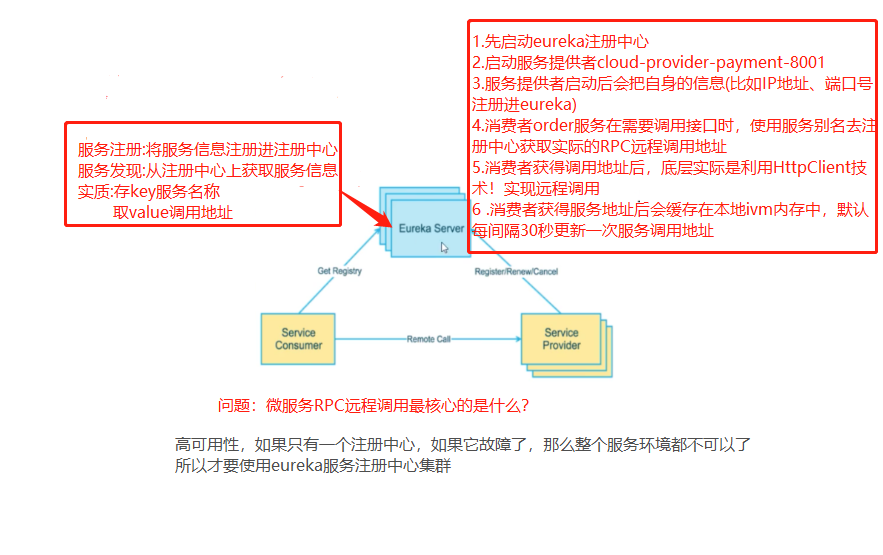 1.先启动eureka注册中心
2.启动服务提供者cloud-provider-payment-8001
3.服务提供者启动后会把自身的信息(比如IP地址、端口号
注册进eureka)
4.消费者order服务在需要调用接口时，使用服务别名去注
册中心获取实际的RPC远程调用地址
5.消费者获得调用地址后，底层实际是利用HttpClient技
术！实现远程调用
6 .消费者获得服务地址后会缓存在本地ivm内存中，默认
每间隔30秒更新一次服务调用地址
服务注册:将服务信息注册进注册中心
服务发现:从注册中心上获取服务信息
实质:存key服务名称
取value调用地址
Eureka Server
Get Registry
Register/Renew/Cancel
Service
Consumer
Remote Call
Service
Provider
问题：微服务RPC远程调用最核心的是什么？
高可用性，如果只有一个注册中心，如果它故障了，那么整个服务环境都不可以了
所以才要使用eureka服务注册中心集群